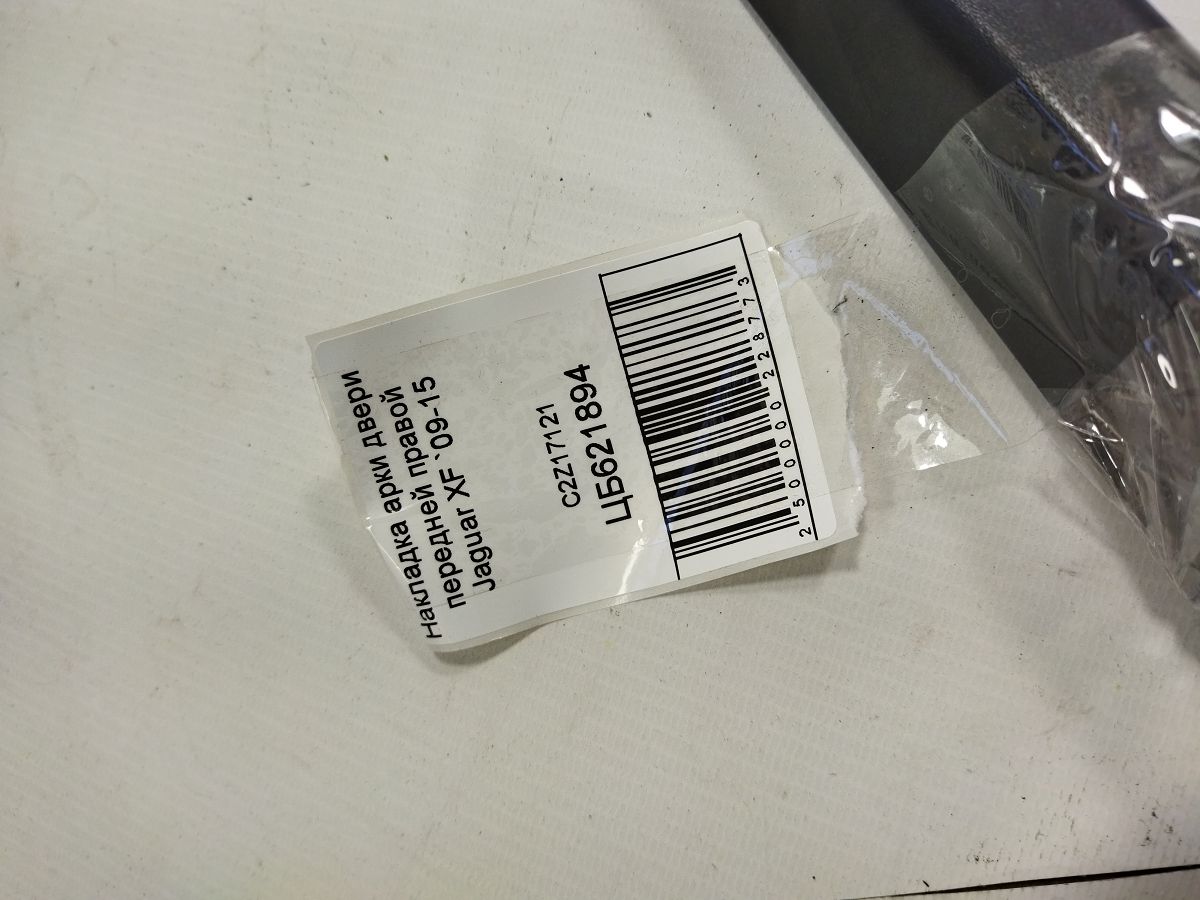 Накладка арки двери
передней правой
Jaguar XF `09-15
C2Z17121
ЦБ621894
2500000228773